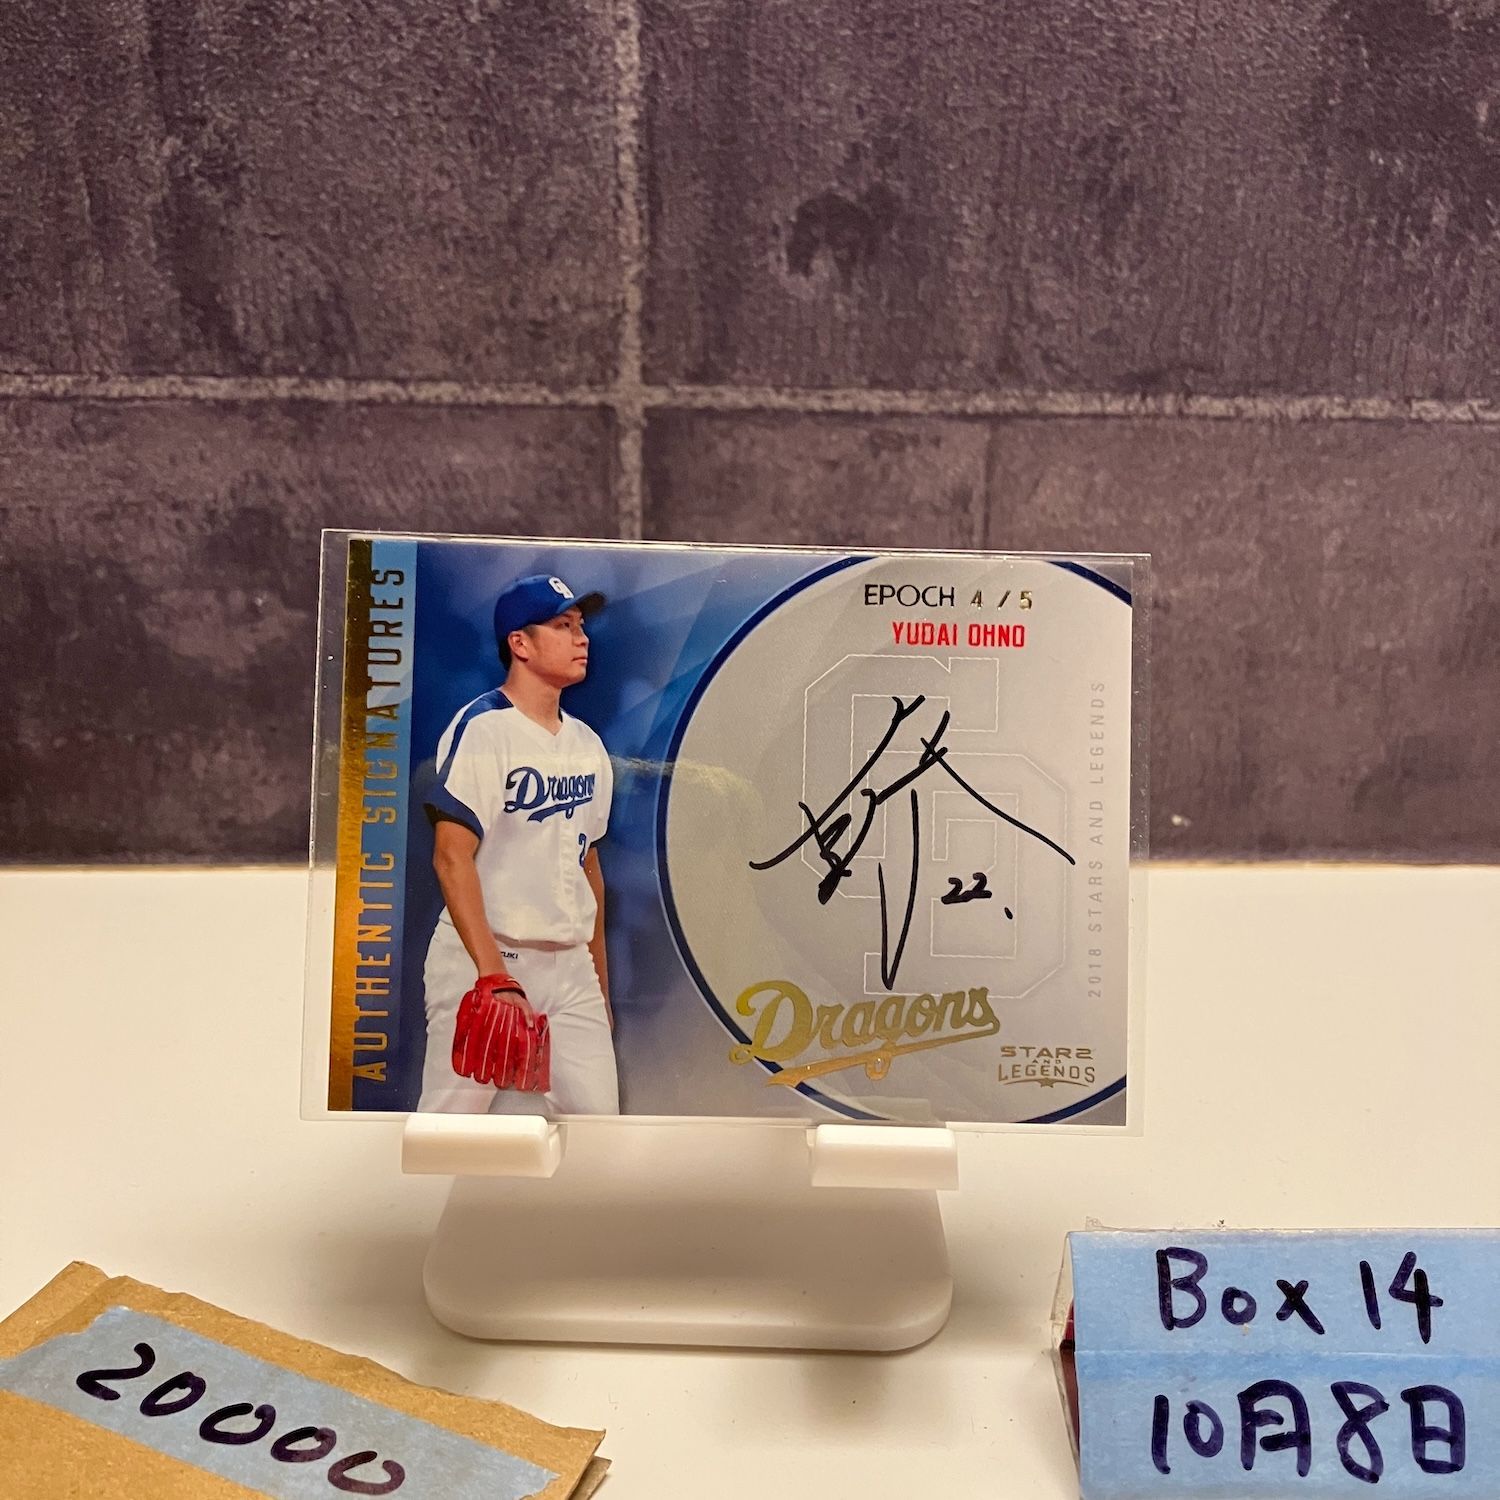 AUTHENTIC SIGNATURES
EPOCH 4/5
YUDAI OHNO
Dragons
2
22.
2018 STARS AND LEGENDS
Dragons
STARS
AND
LEGENDS
20000
Box 14
10月8日